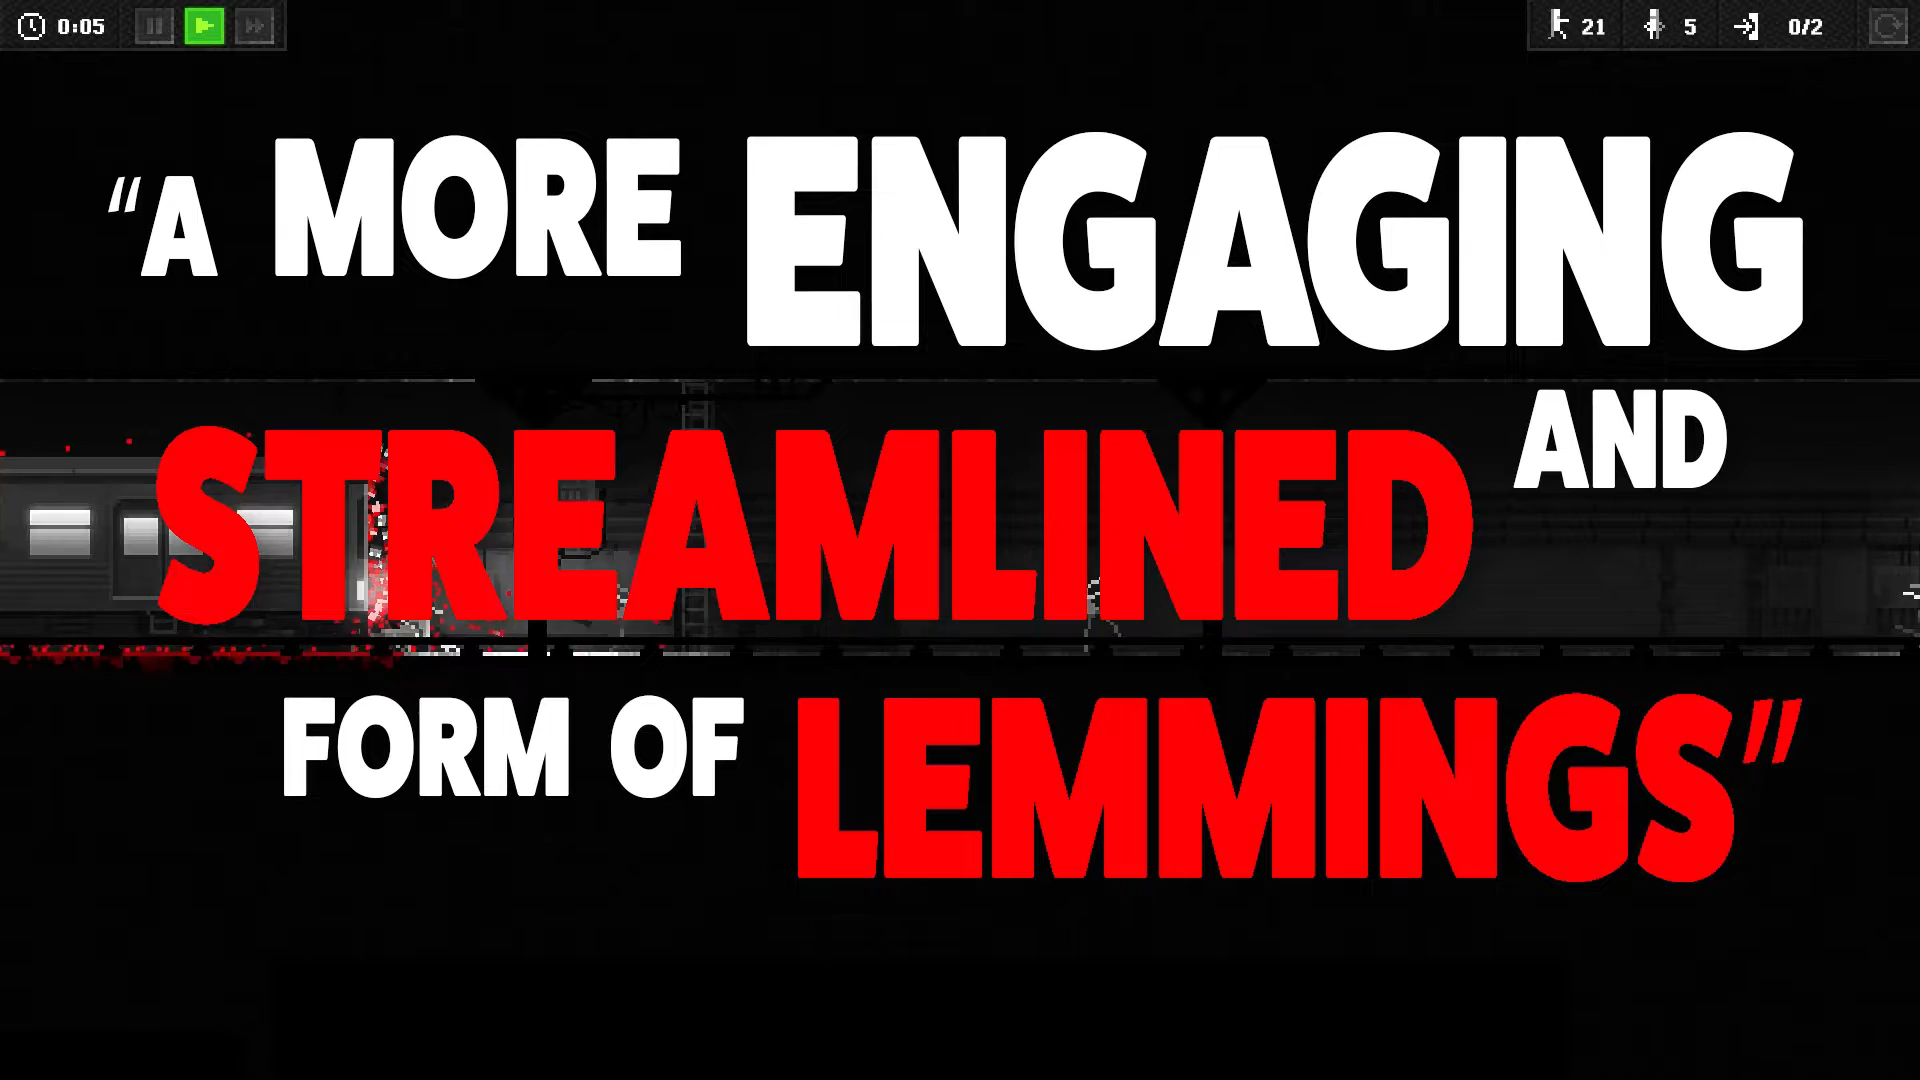 0:05 21 5 0/2
“A MORE ENGAGING
AND
STREAMLINED
FORM OF LEMMINGS”